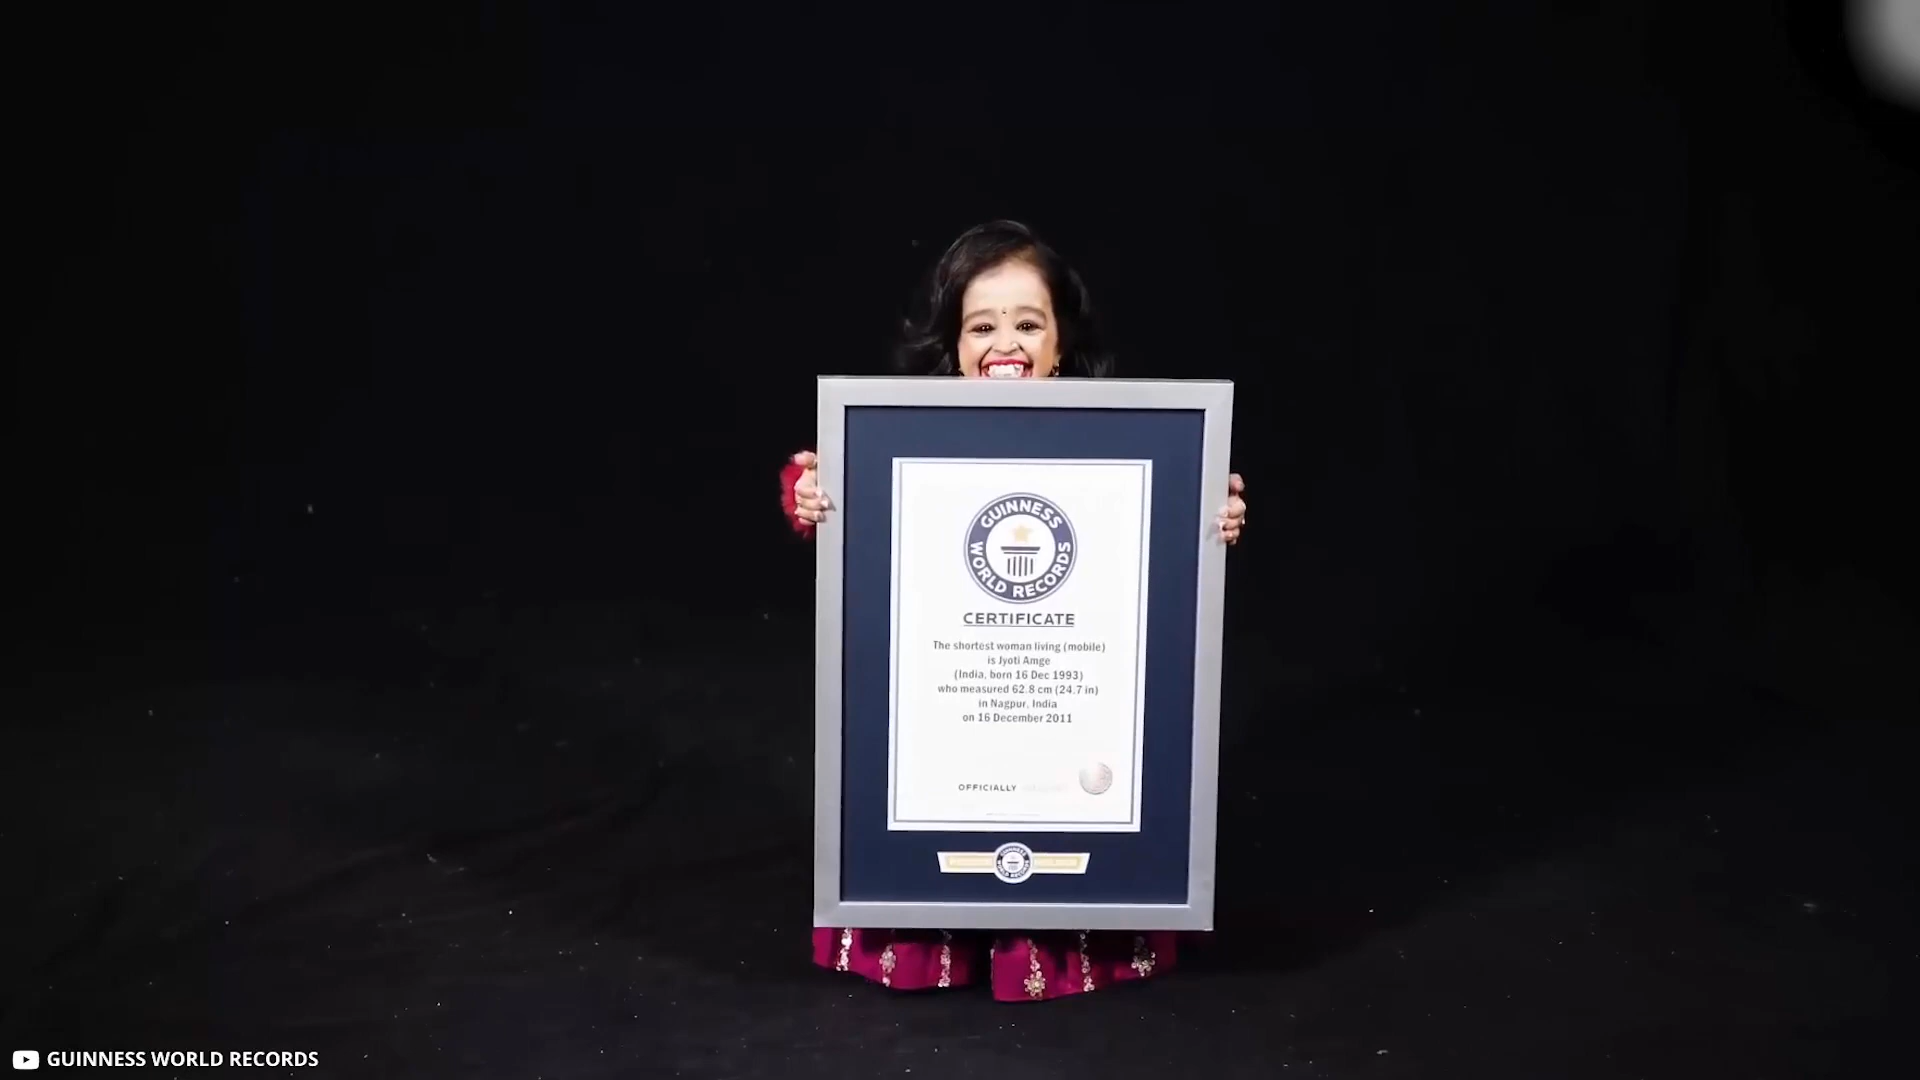 GUINNESS
WORLD RECORDS
CERTIFICATE
The shortest woman living (mobile)
is Jyoti Amge
(India, born 16 Dec 1993)
who measured 62.8 cm (24.7 in)
in Nagpur, India
on 16 December 2011
OFFICIALLY
GUINNESS WORLD RECORDS